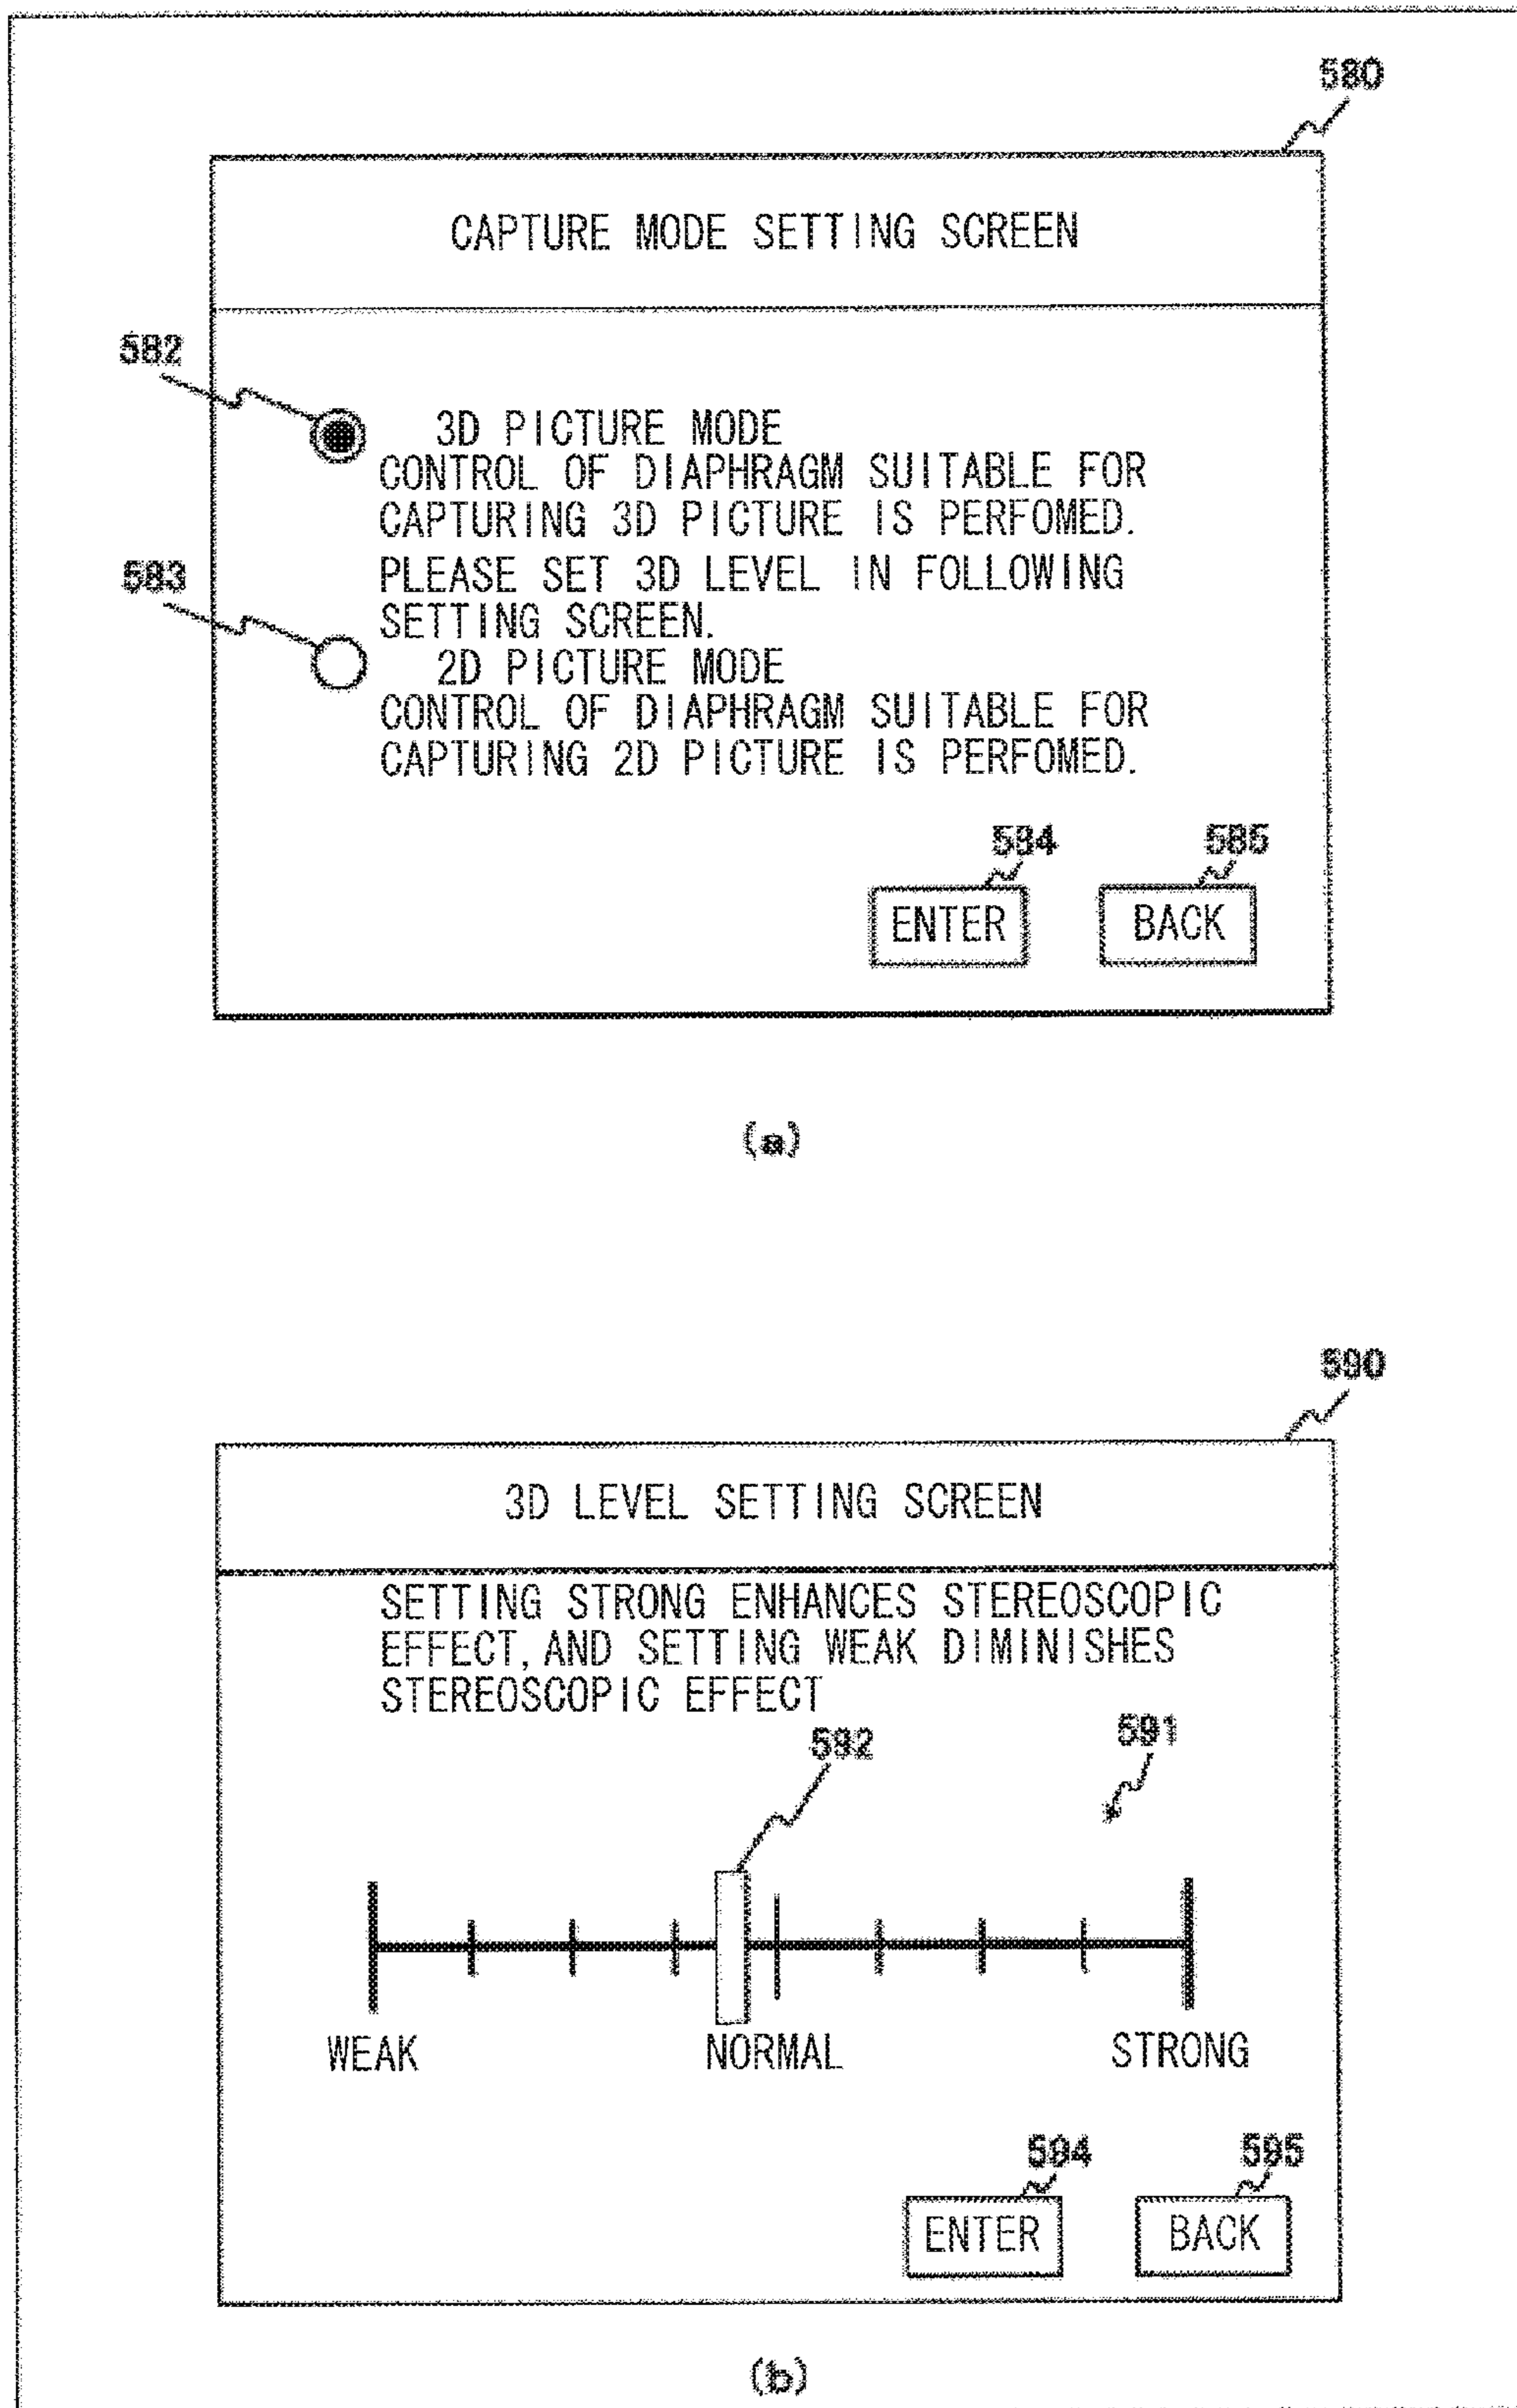 580
CAPTURE MODE SETTING SCREEN
582
3D PICTURE MODE
CONTROL OF DIAPHRAGM SUITABLE FOR
CAPTURING 3D PICTURE IS PERFOMED.
583
PLEASE SET 3D LEVEL IN FOLLOWING
SETTING SCREEN.
2D PICTURE MODE
CONTROL OF DIAPHRAGM SUITABLE FOR
CAPTURING 2D PICTURE IS PERFOMED.
584 585
ENTER BACK
(a)
590
3D LEVEL SETTING SCREEN
SETTING STRONG ENHANCES STEREOSCOPIC
EFFECT, AND SETTING WEAK DIMINISHES
STEREOSCOPIC EFFECT
592 591
WEAK NORMAL STRONG
594 595
ENTER BACK
(b)